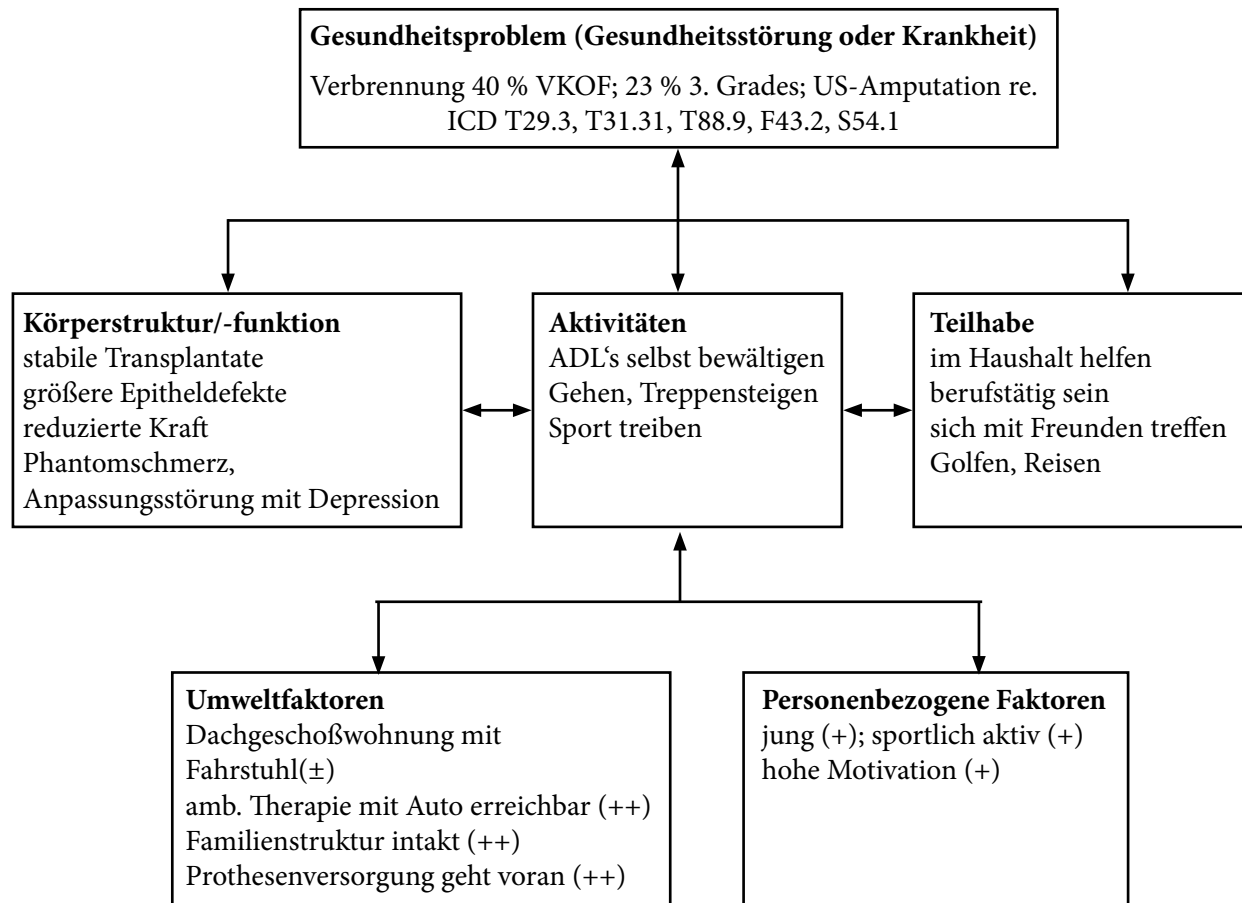 Gesundheitsproblem (Gesundheitsstörung oder Krankheit)
Verbrennung 40 % VKOF; 23 % 3. Grades; US-Amputation re.
ICD T29.3, T31.31, T88.9, F43.2, S54.1
Körperstruktur/-funktion
stabile Transplantate
größere Epitheldefekte
reduzierte Kraft
Phantomschmerz,
Anpassungsstörung mit Depression
Aktivitäten
ADL‘s selbst bewältigen
Gehen, Treppensteigen
Sport treiben
Teilhabe
im Haushalt helfen
berufstätig sein
sich mit Freunden treffen
Golfen, Reisen
Umweltfaktoren
Dachgeschoßwohnung mit
Fahrstuhl(±)
amb. Therapie mit Auto erreichbar (++)
Familienstruktur intakt (++)
Prothesenversorgung geht voran (++)
Personenbezogene Faktoren
jung (+); sportlich aktiv (+)
hohe Motivation (+)